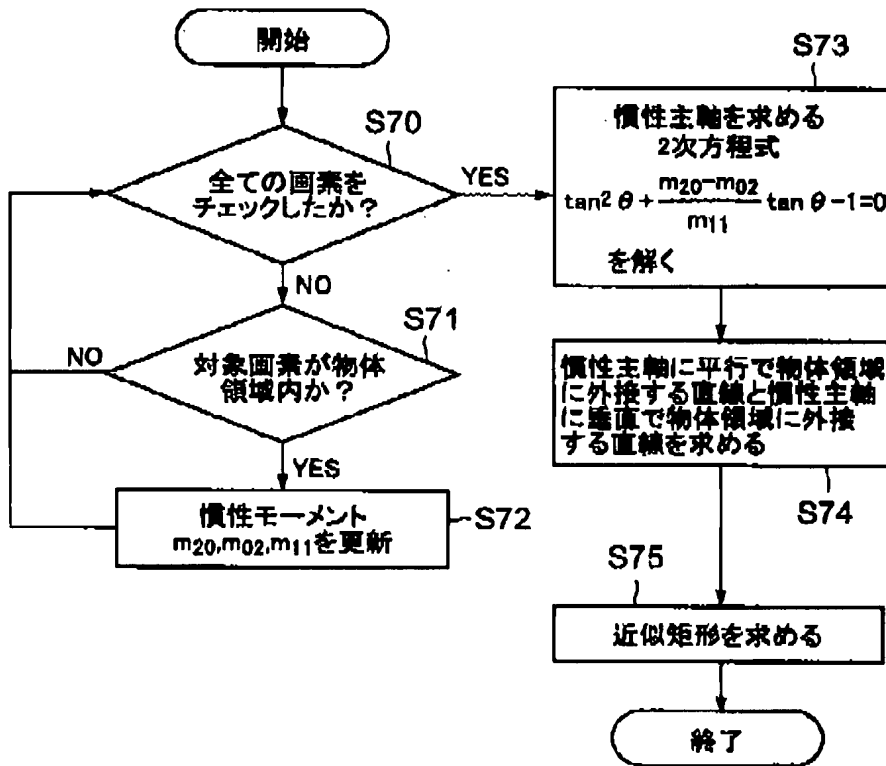 開始
S70
全ての画素を
チェックしたか？
YES
NO
S71
対象画素が物体
領域内か？
NO
YES
慣性モーメント
m20,m02,m11を更新
S72
S73
慣性主軸を求める
2次方程式
tan² θ + (m20-m02)/m11 tan θ -1=0
を解く
慣性主軸に平行で物体領域
に外接する直線と慣性主軸
に垂直で物体領域に外接
する直線を求める
S74
S75
近似矩形を求める
終了